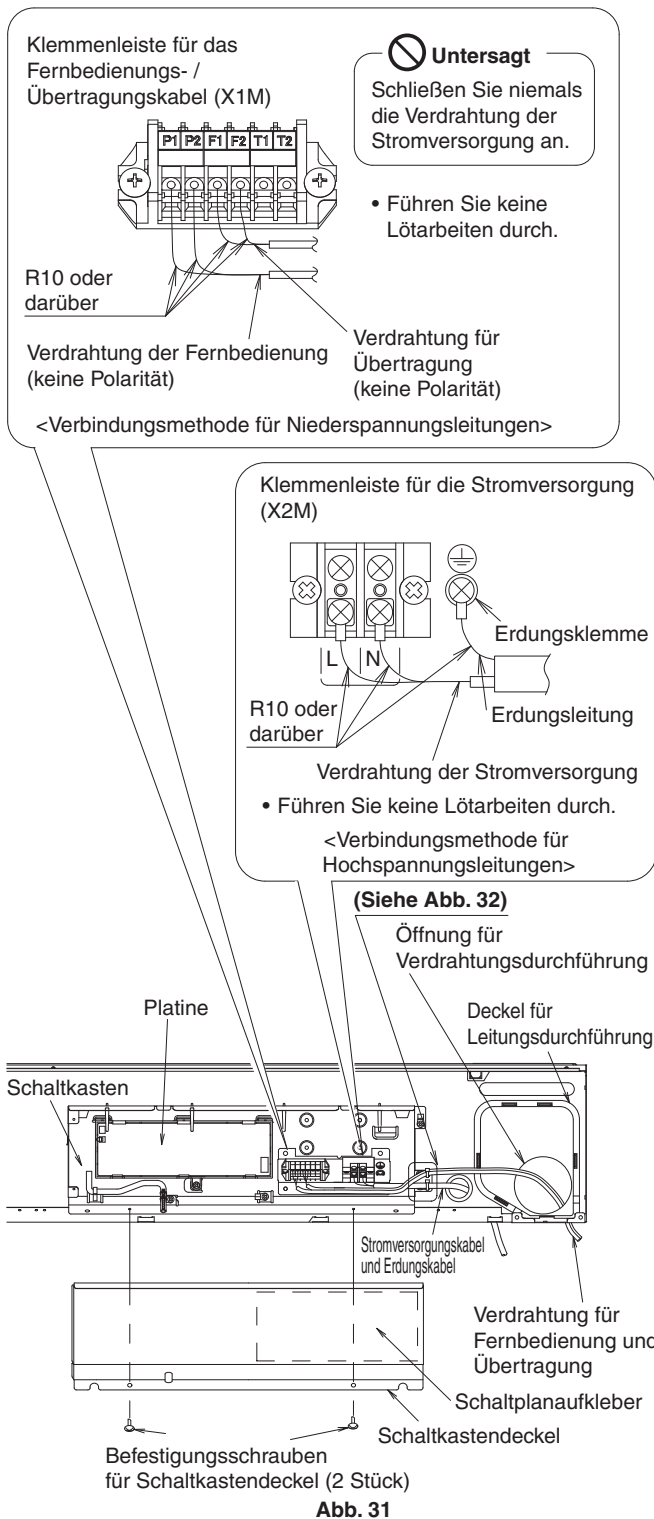 Klemmenleiste für das
Fernbedienungs- /
Übertragungskabel (X1M)
Untersagt
Schließen Sie niemals
die Verdrahtung der
Stromversorgung an.
P1 P2 F1 F2 T1 T2
• Führen Sie keine
Lötarbeiten durch.
R10 oder
darüber
Verdrahtung der Fernbedienung
(keine Polarität)
Verdrahtung für
Übertragung
(keine Polarität)
<Verbindungsmethode für Niederspannungsleitungen>
Klemmenleiste für die Stromversorgung
(X2M)
Erdungsklemme
L N
R10 oder
darüber
Erdungsleitung
Verdrahtung der Stromversorgung
• Führen Sie keine Lötarbeiten durch.
<Verbindungsmethode für
Hochspannungsleitungen>
(Siehe Abb. 32)
Öffnung für
Verdrahtungsdurchführung
Platine
Deckel für
Leitungsdurchführung
Schaltkasten
Stromversorgungskabel
und Erdungskabel
Verdrahtung für
Fernbedienung und
Übertragung
Schaltplanaufkleber
Schaltkastendeckel
Befestigungsschrauben
für Schaltkastendeckel (2 Stück)
Abb. 31